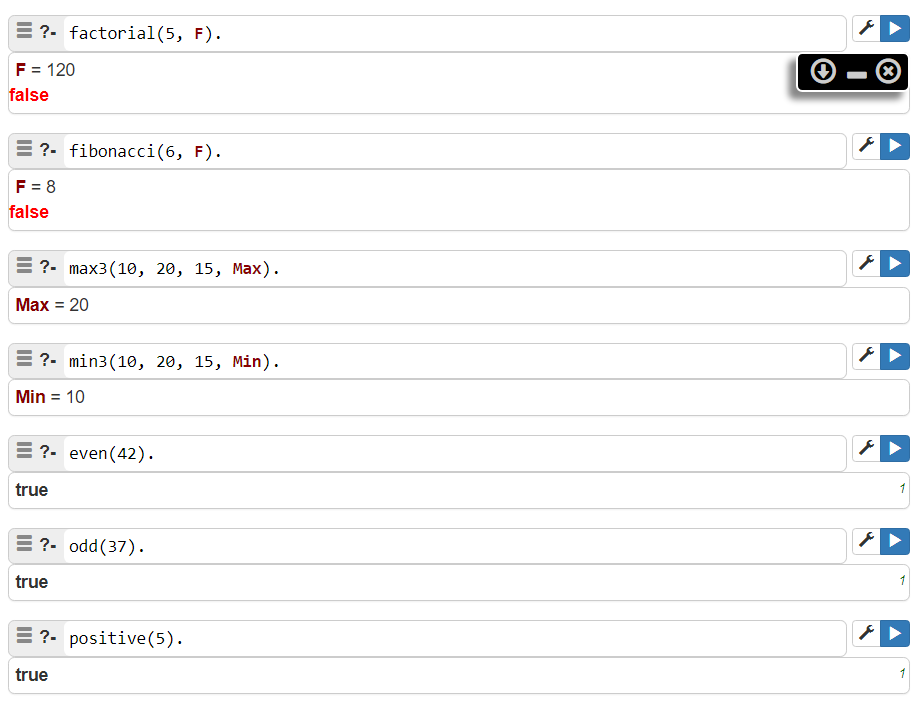 ?- factorial(5, F).
F = 120
false
?- fibonacci(6, F).
F = 8
false
?- max3(10, 20, 15, Max).
Max = 20
?- min3(10, 20, 15, Min).
Min = 10
?- even(42).
true 1
?- odd(37).
true 1
?- positive(5).
true 1